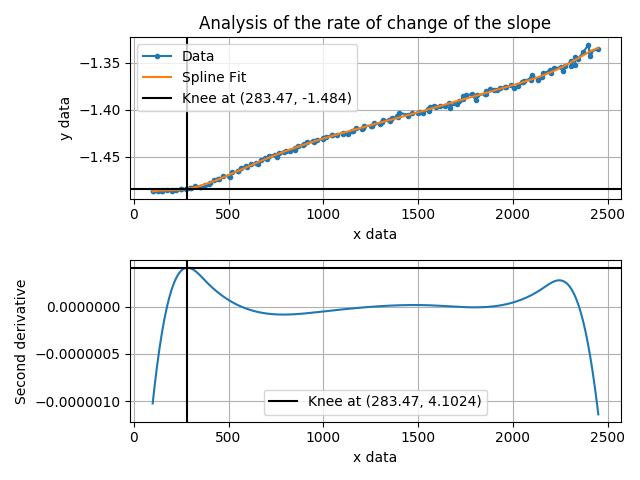 Analysis of the rate of change of the slope
Data
Spline Fit
Knee at (283.47, -1.484)
y data
−1.35
−1.40
−1.45
0 500 1000 1500 2000 2500
x data
Second derivative
0.0000000
−0.0000005
−0.0000010
Knee at (283.47, 4.1024)
0 500 1000 1500 2000 2500
x data